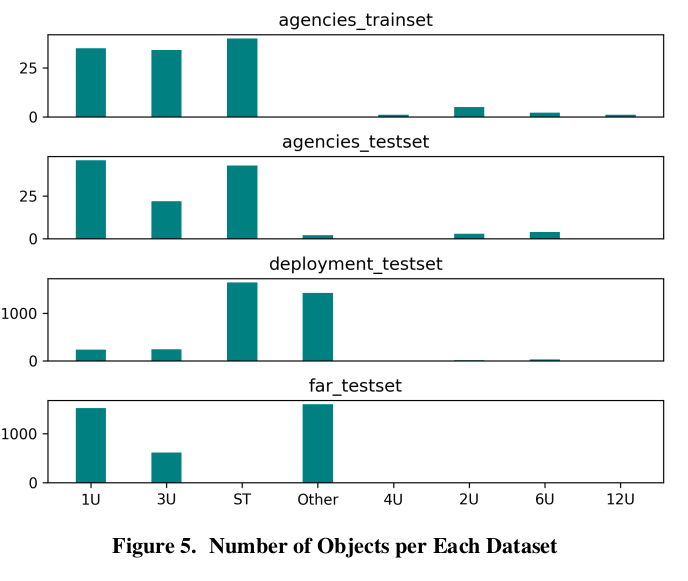 agencies_trainset
25
0
agencies_testset
25
0
deployment_testset
1000
0
far_testset
1000
0
1U 3U ST Other 4U 2U 6U 12U
Figure 5. Number of Objects per Each Dataset